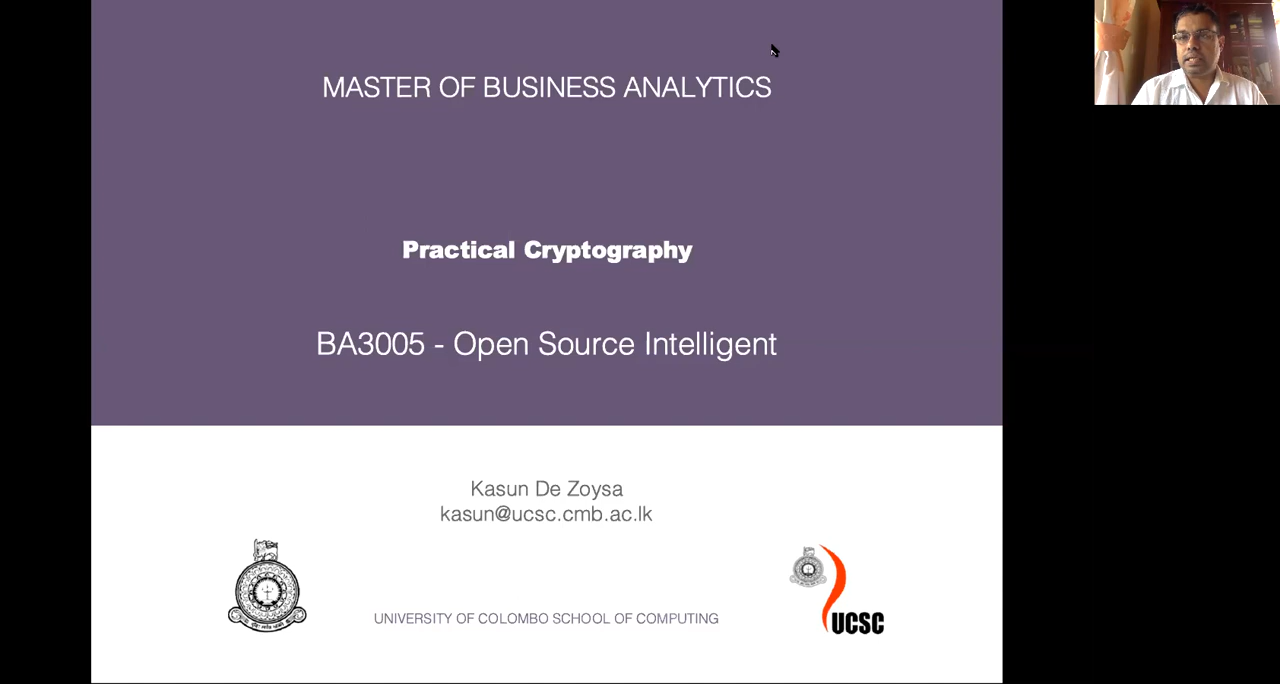 MASTER OF BUSINESS ANALYTICS
Practical Cryptography
BA3005 - Open Source Intelligent
Kasun De Zoysa
kasun@ucsc.cmb.ac.lk
UNIVERSITY OF COLOMBO SCHOOL OF COMPUTING
UCSC